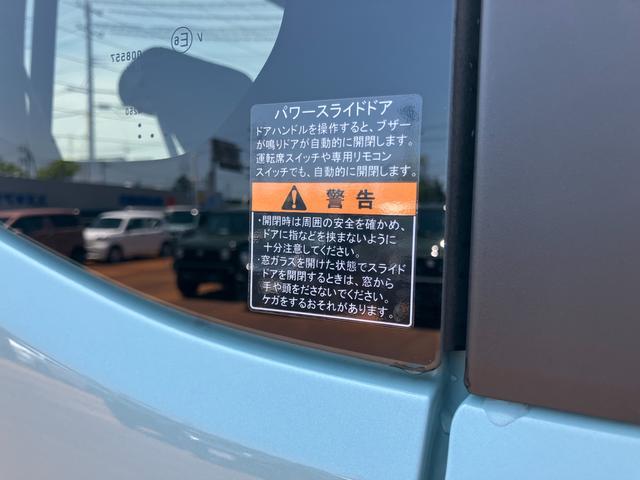 V E6
008557
パワースライドドア
ドアハンドルを操作すると、ブザー
が鳴りドアが自動的に開閉します。
運転席スイッチや専用リモコン
スイッチでも、自動的に開閉します。
警告
・開閉時は周囲の安全を確かめ、
ドアに指などを挟まないように
十分注意してください。
・窓ガラスを開けた状態でスライド
ドアを開閉するときは、窓から
手や頭をださないでください。
ケガをするおそれがあります。